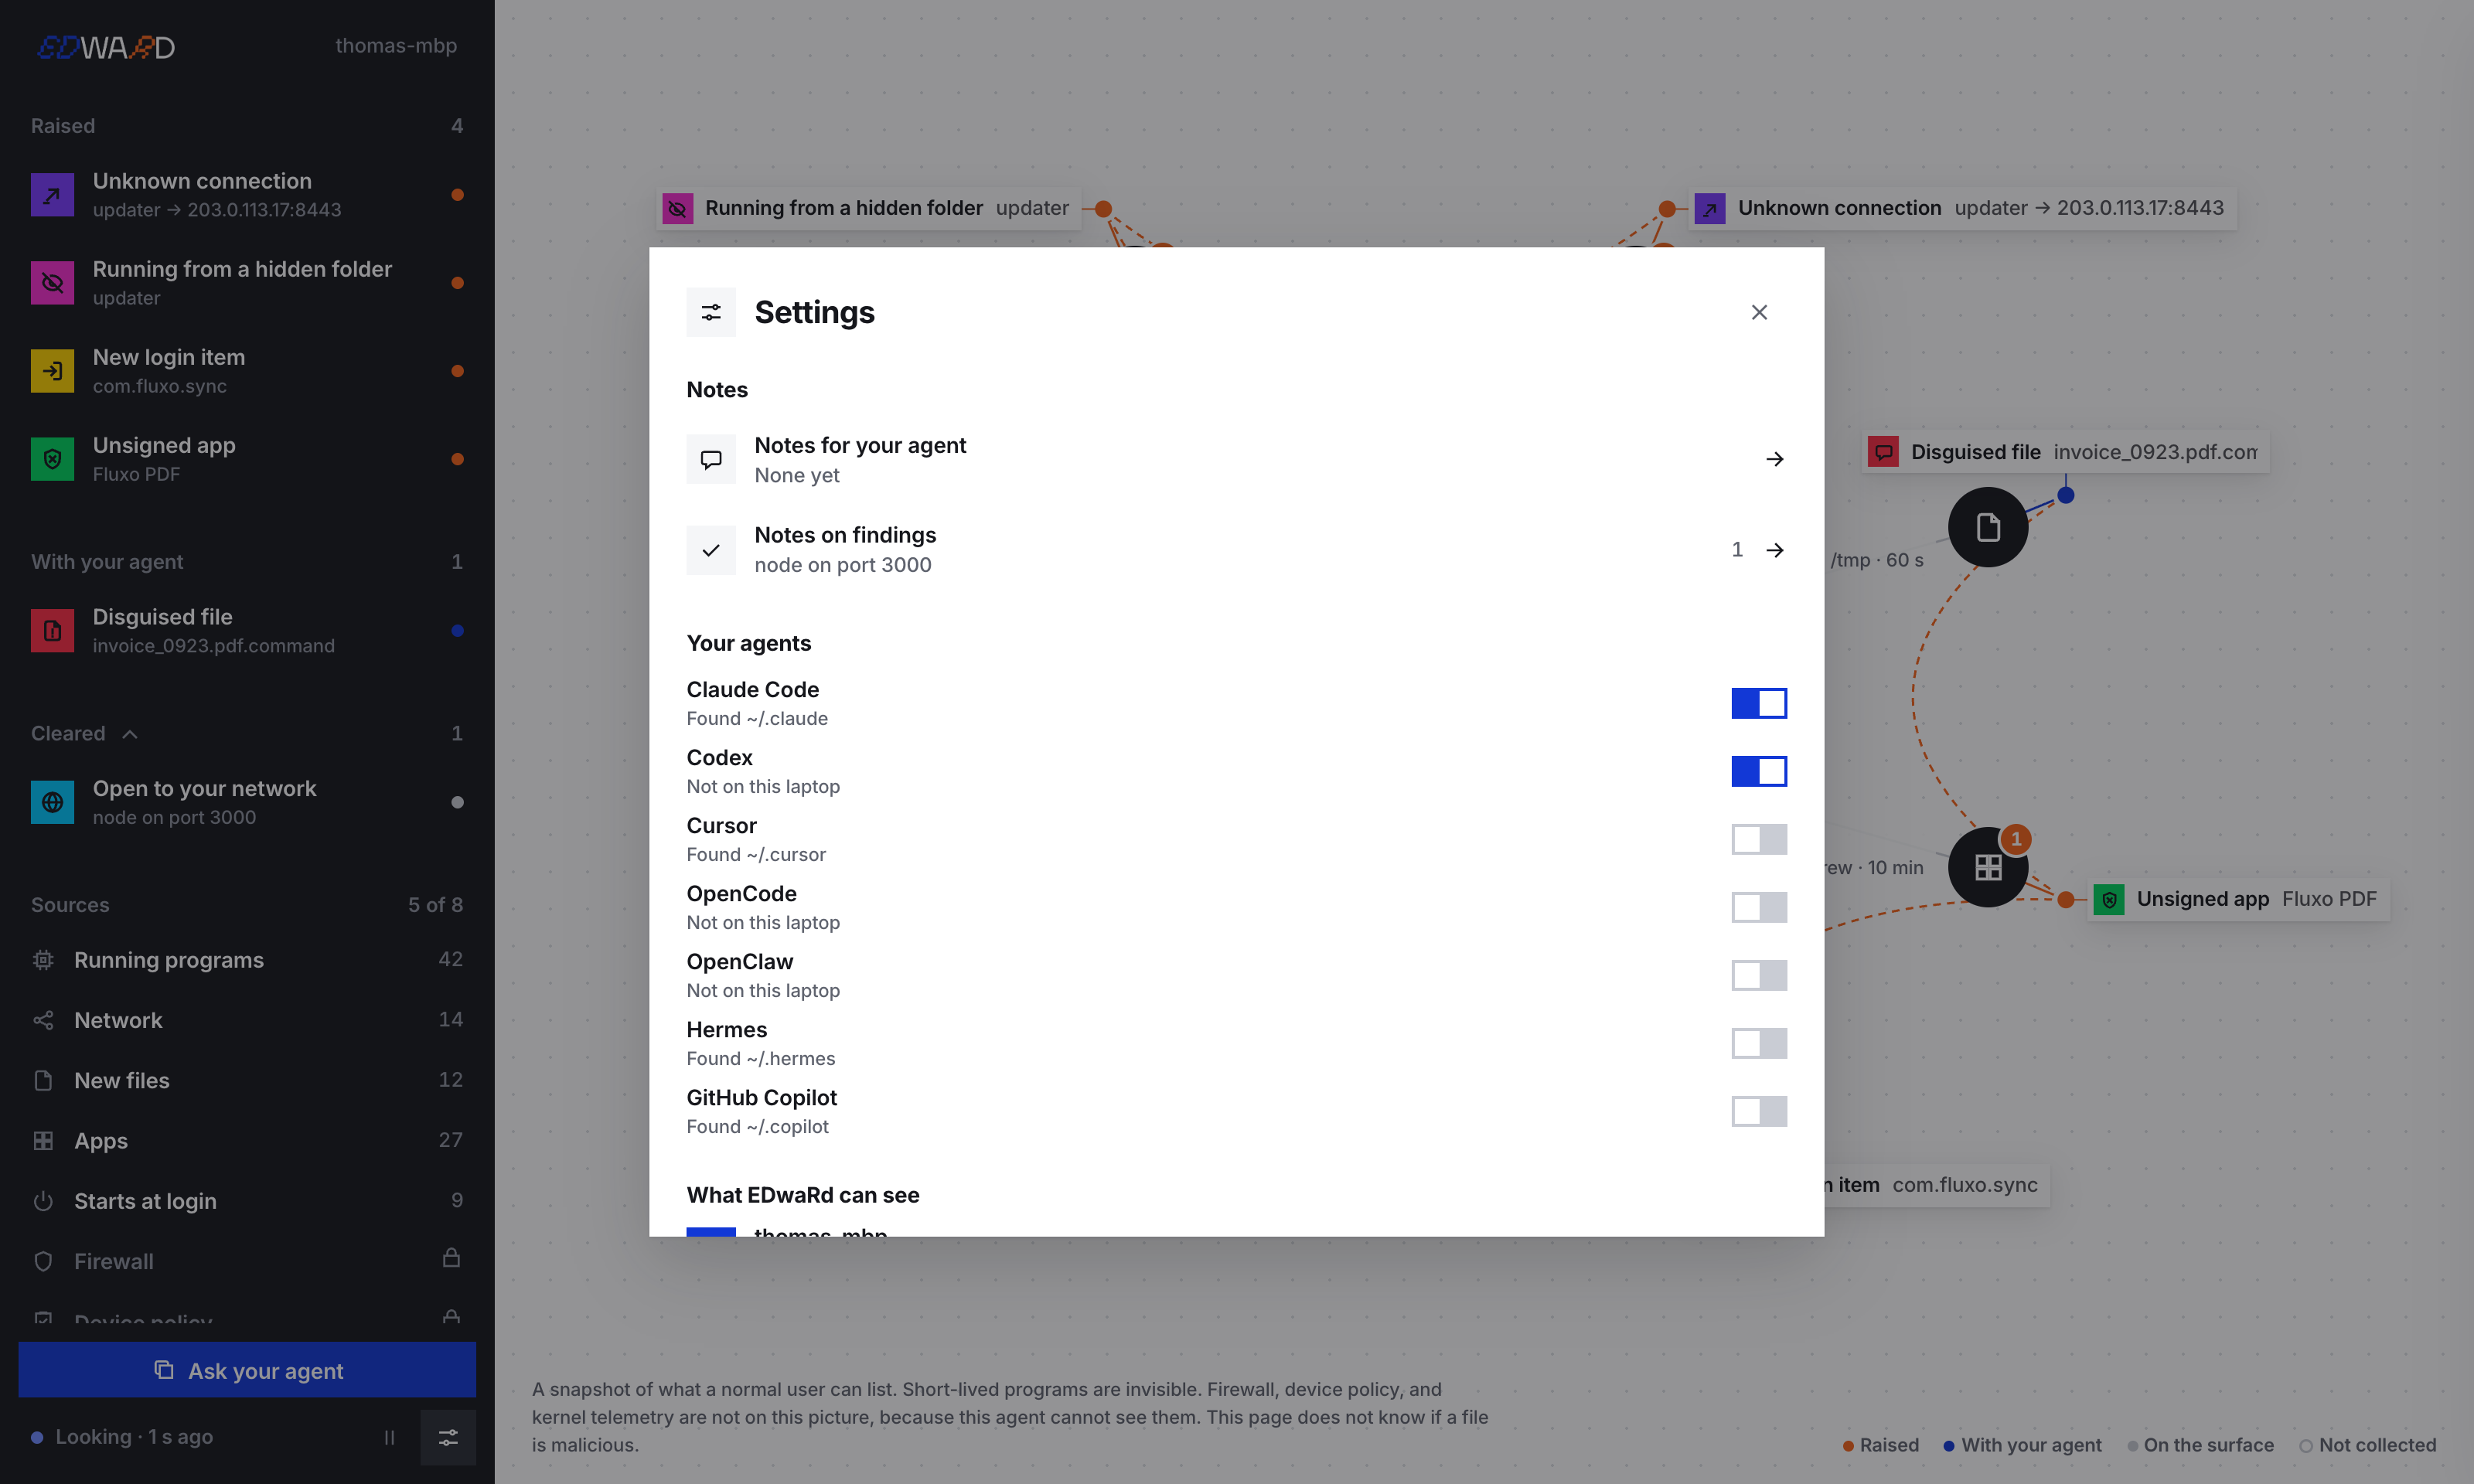 EDWARD
thomas-mbp
Raised 4
Unknown connection
updater → 203.0.113.17:8443
Running from a hidden folder
updater
New login item
com.fluxo.sync
Unsigned app
Fluxo PDF
With your agent 1
Disguised file
invoice_0923.pdf.command
Cleared 1
Open to your network
node on port 3000
Sources 5 of 8
Running programs 42
Network 14
New files 12
Apps 27
Starts at login 9
Firewall
Device policy
Ask your agent
Looking · 1 s ago
Running from a hidden folder updater
Unknown connection updater → 203.0.113.17:8443
Settings
Notes
Notes for your agent
None yet
Notes on findings
node on port 3000
1
Your agents
Claude Code
Found ~/.claude
Codex
Not on this laptop
Cursor
Found ~/.cursor
OpenCode
Not on this laptop
OpenClaw
Not on this laptop
Hermes
Found ~/.hermes
GitHub Copilot
Found ~/.copilot
What EDwaRd can see
thomas-mbp
Disguised file invoice_0923.pdf.com
/tmp · 60 s
1
rew · 10 min
Unsigned app Fluxo PDF
n item com.fluxo.sync
A snapshot of what a normal user can list. Short-lived programs are invisible. Firewall, device policy, and
kernel telemetry are not on this picture, because this agent cannot see them. This page does not know if a file
is malicious.
Raised With your agent On the surface Not collected